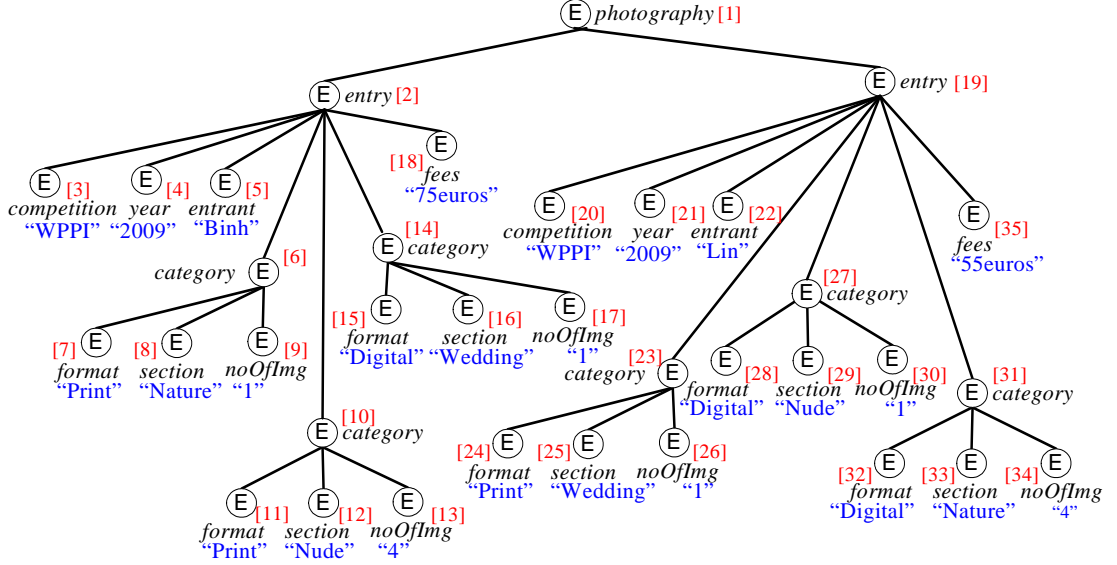 E photography [1]
E entry [2]
E entry [19]
E [3] E [4] E [5] [18] E
competition year entrant fees
“WPPI” “2009” “Binh” “75euros”
E [20] E [21] E [22] E [35]
competition year entrant fees
“WPPI” “2009” “Lin” “55euros”
category E [6]
[14] E category
[27] E category
[7] E [8] E E [9]
format section noOfImg
“Print” “Nature” “1”
[15] E E [16] E [17]
format section noOfImg
“Digital” “Wedding” “1”
[23] E
category
E [28] E [29] E [30]
format section noOfImg
“Digital” “Nude” “1”
E [31] category
[10] E category
[24] E [25] E E [26]
format section noOfImg
“Print” “Wedding” “1”
[32] E [33] E [34] E
format section noOfImg
“Digital” “Nature” “4”
E [11] E [12] E [13]
format section noOfImg
“Print” “Nude” “4”